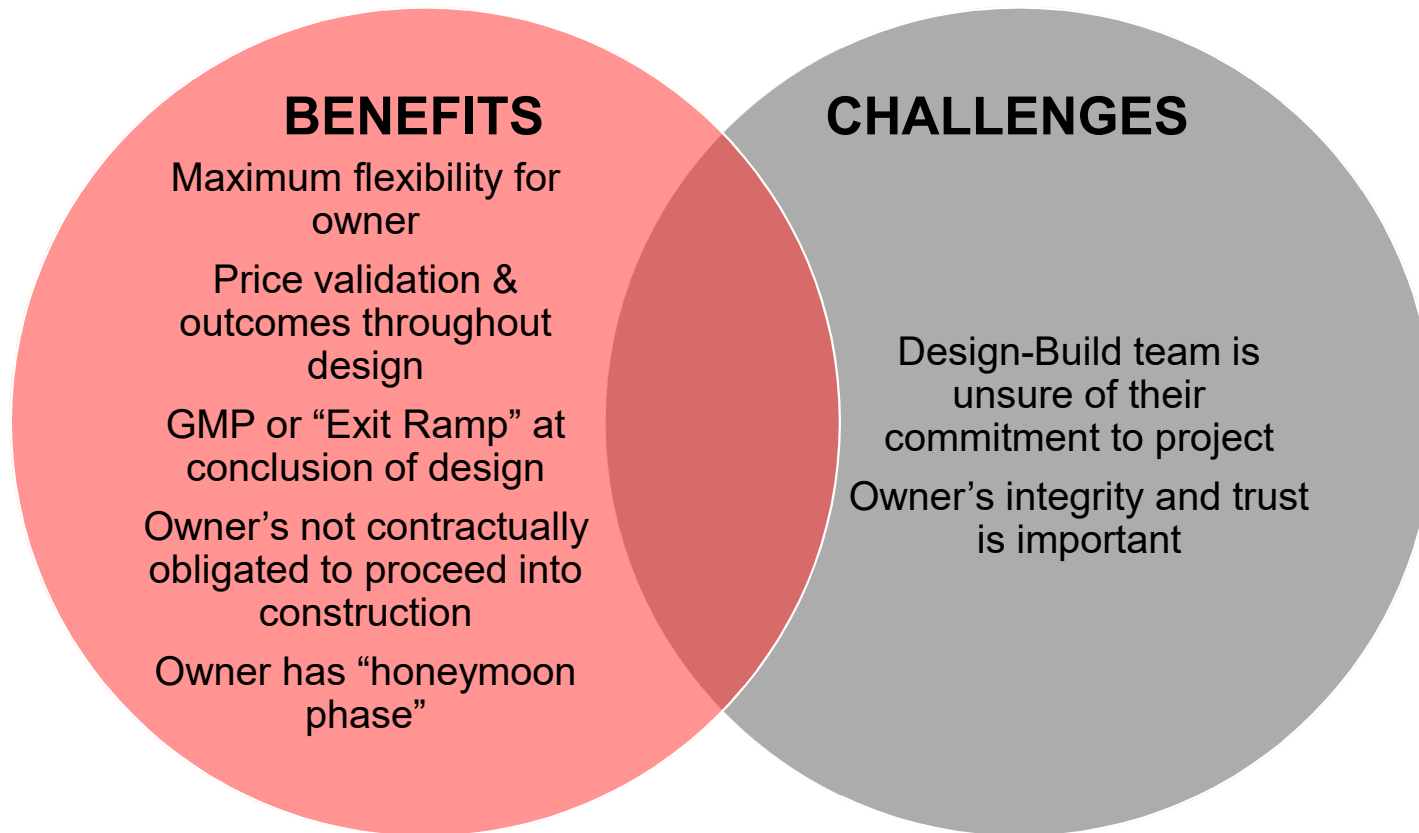 BENEFITS
Maximum flexibility for
owner
Price validation &
outcomes throughout
design
GMP or “Exit Ramp” at
conclusion of design
Owner’s not contractually
obligated to proceed into
construction
Owner has “honeymoon
phase”
CHALLENGES
Design-Build team is
unsure of their
commitment to project
Owner’s integrity and trust
is important